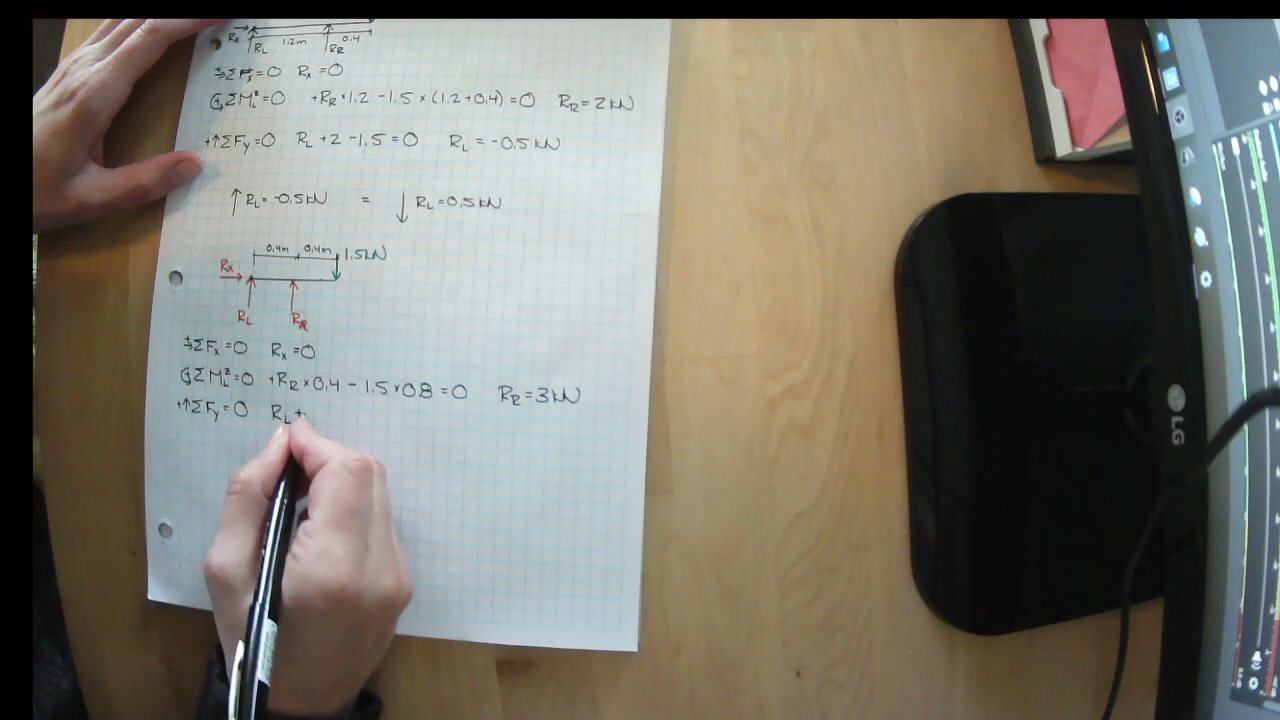 Rx RL 1.2m RR 0.4
+→ΣFx=0 Rx=0
↺ΣML=0 +RR×1.2-1.5×(1.2+0.4)=0 RR=2kN
+↑ΣFy=0 RL+2-1.5=0 RL=-0.5kN
↑RL=-0.5kN = ↓RL=0.5kN
0.4m 0.4m 1.5kN
Rx
RL RR
+→ΣFx=0 Rx=0
↺ΣML=0 +RR×0.4-1.5×0.8=0 RR=3kN
+↑ΣFy=0 RL+
LG